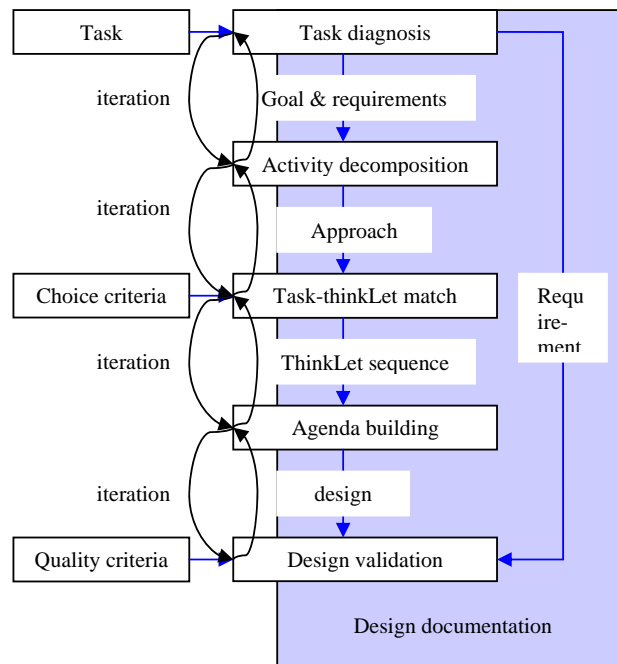 Task
Task diagnosis
iteration
Goal & requirements
Activity decomposition
iteration
Approach
Choice criteria
Task-thinkLet match
Requ
ire-
ment
iteration
ThinkLet sequence
Agenda building
iteration
design
Quality criteria
Design validation
Design documentation